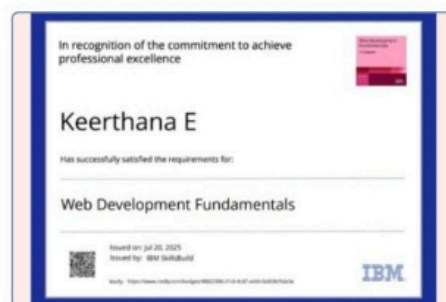 In recognition of the commitment to achieve
professional excellence
Keerthana E
Has successfully satisfied the requirements for:
Web Development Fundamentals
Issued on: Jul 20, 2025
Issued by: IBM SkillsBuild
IBM